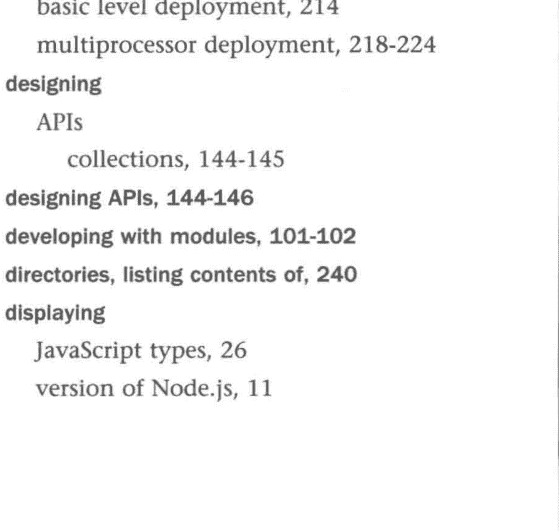 basic level deployment, 214
multiprocessor deployment, 218-224
designing
APIs
collections, 144-145
designing APIs, 144-146
developing with modules, 101-102
directories, listing contents of, 240
displaying
JavaScript types, 26
version of Node.js, 11